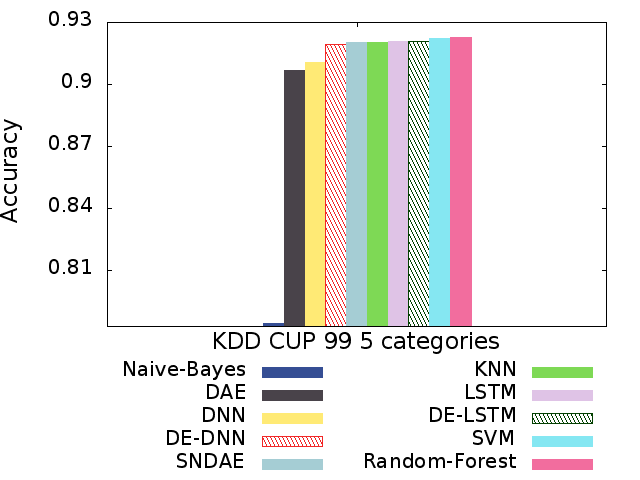 0.93
0.9
0.87
0.84
0.81
Accuracy
KDD CUP 99 5 categories
Naive-Bayes
DAE
DNN
DE-DNN
SNDAE
KNN
LSTM
DE-LSTM
SVM
Random-Forest